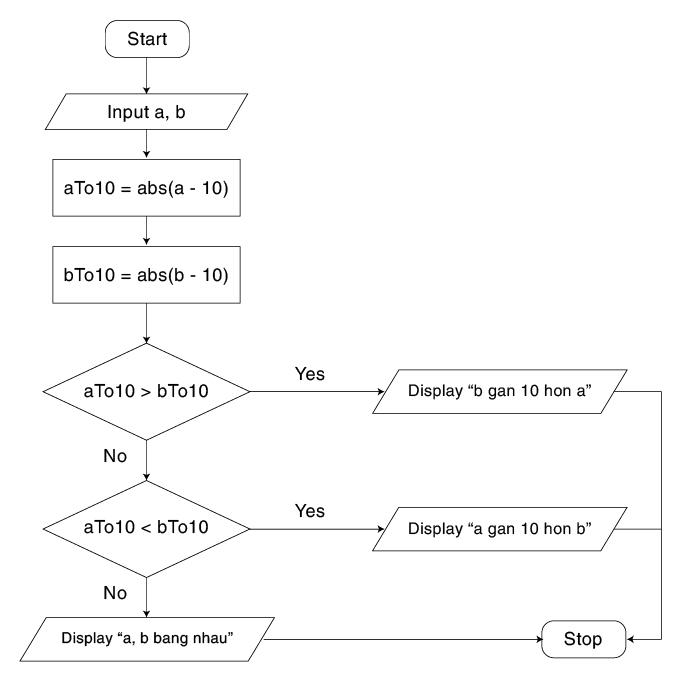 Start
Input a, b
aTo10 = abs(a - 10)
bTo10 = abs(b - 10)
aTo10 > bTo10
Yes
Display “b gan 10 hon a”
No
aTo10 < bTo10
Yes
Display “a gan 10 hon b”
No
Display “a, b bang nhau”
Stop